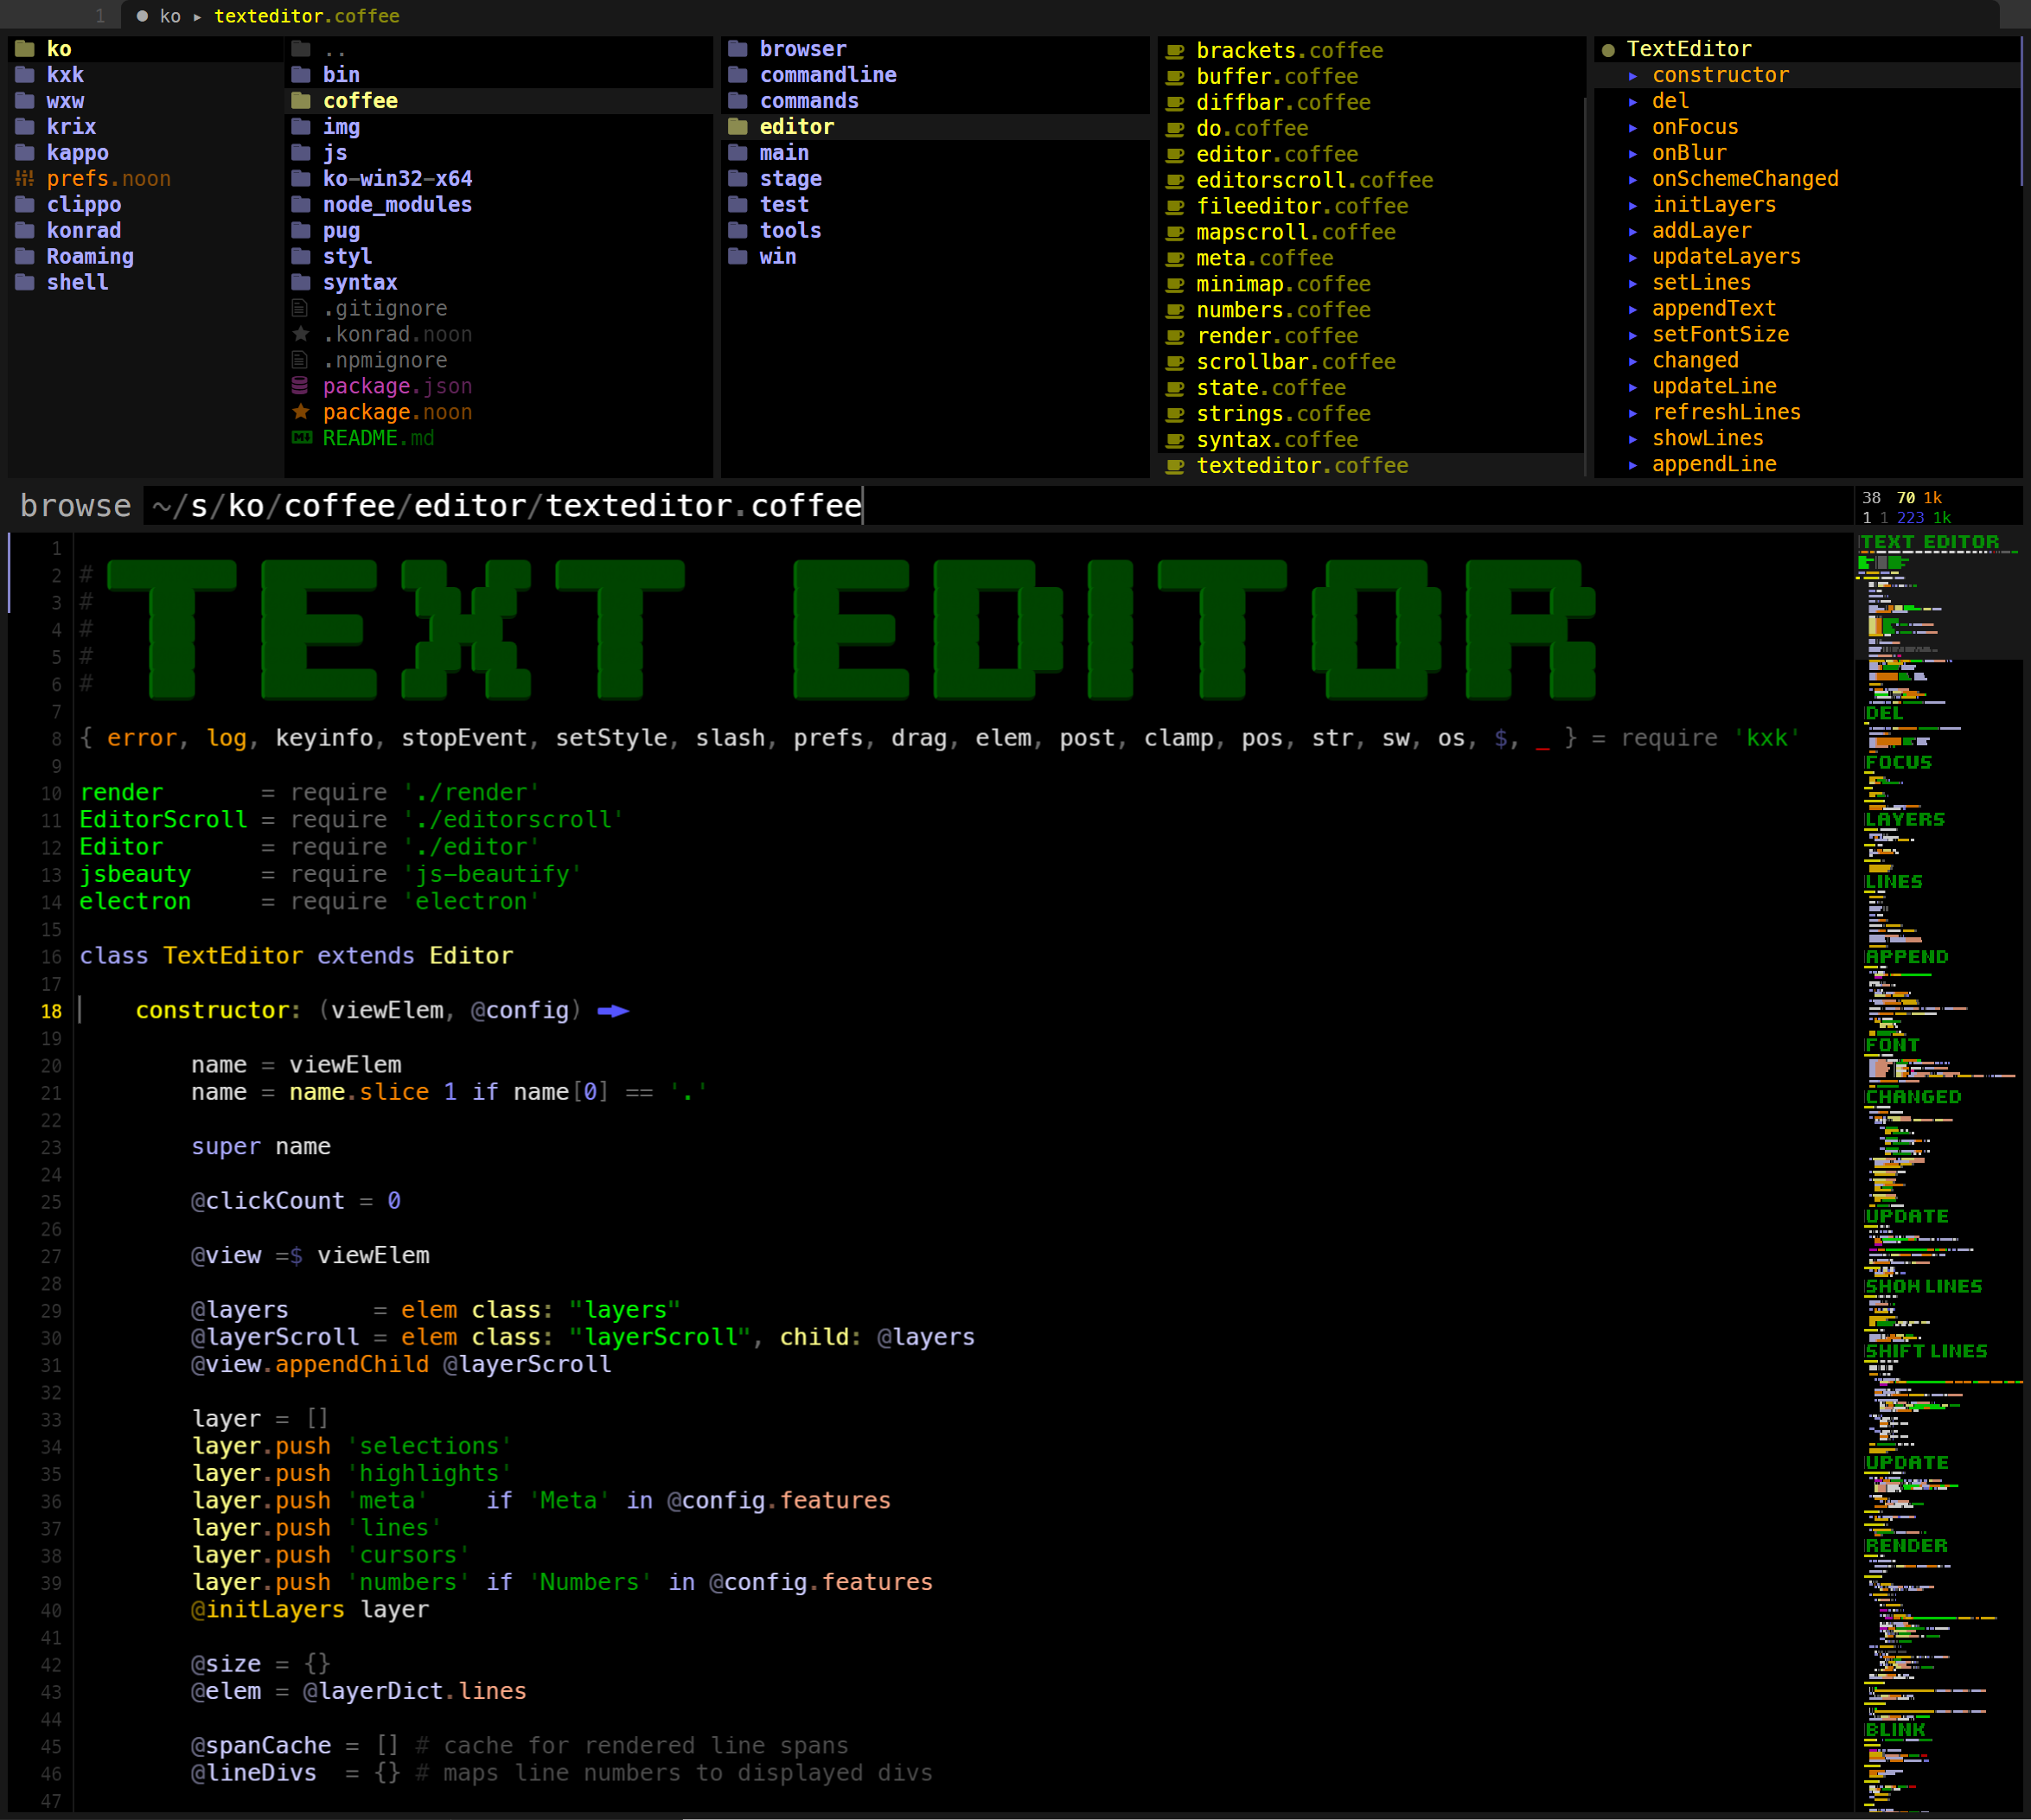 1 ● ko ▸ texteditor.coffee
ko
kxk
wxw
krix
kappo
prefs.noon
clippo
konrad
Roaming
shell
..
bin
coffee
img
js
ko-win32-x64
node_modules
pug
styl
syntax
.gitignore
.konrad.noon
.npmignore
package.json
package.noon
README.md
browser
commandline
commands
editor
main
stage
test
tools
win
brackets.coffee
buffer.coffee
diffbar.coffee
do.coffee
editor.coffee
editorscroll.coffee
fileeditor.coffee
mapscroll.coffee
meta.coffee
minimap.coffee
numbers.coffee
render.coffee
scrollbar.coffee
state.coffee
strings.coffee
syntax.coffee
texteditor.coffee
● TextEditor
▸ constructor
▸ del
▸ onFocus
▸ onBlur
▸ onSchemeChanged
▸ initLayers
▸ addLayer
▸ updateLayers
▸ setLines
▸ appendText
▸ setFontSize
▸ changed
▸ updateLine
▸ refreshLines
▸ showLines
▸ appendLine
browse ~/s/ko/coffee/editor/texteditor.coffee
38 70 1k
1 1 223 1k
1
2 #
3 #
4 # TEXT EDITOR
5 #
6 #
7
8 { error, log, keyinfo, stopEvent, setStyle, slash, prefs, drag, elem, post, clamp, pos, str, sw, os, $, _ } = require 'kxk'
9
10 render       = require './render'
11 EditorScroll = require './editorscroll'
12 Editor       = require './editor'
13 jsbeauty     = require 'js-beautify'
14 electron     = require 'electron'
15
16 class TextEditor extends Editor
17
18     constructor: (viewElem, @config) ➡
19
20         name = viewElem
21         name = name.slice 1 if name[0] == '.'
22
23         super name
24
25         @clickCount = 0
26
27         @view =$ viewElem
28
29         @layers      = elem class: "layers"
30         @layerScroll = elem class: "layerScroll", child: @layers
31         @view.appendChild @layerScroll
32
33         layer = []
34         layer.push 'selections'
35         layer.push 'highlights'
36         layer.push 'meta'    if 'Meta' in @config.features
37         layer.push 'lines'
38         layer.push 'cursors'
39         layer.push 'numbers' if 'Numbers' in @config.features
40         @initLayers layer
41
42         @size = {}
43         @elem = @layerDict.lines
44
45         @spanCache = [] # cache for rendered line spans
46         @lineDivs  = {} # maps line numbers to displayed divs
47
TEXT EDITOR
DEL
FOCUS
LAYERS
LINES
APPEND
FONT
CHANGED
UPDATE
SHOW LINES
SHIFT LINES
UPDATE
RENDER
BLINK